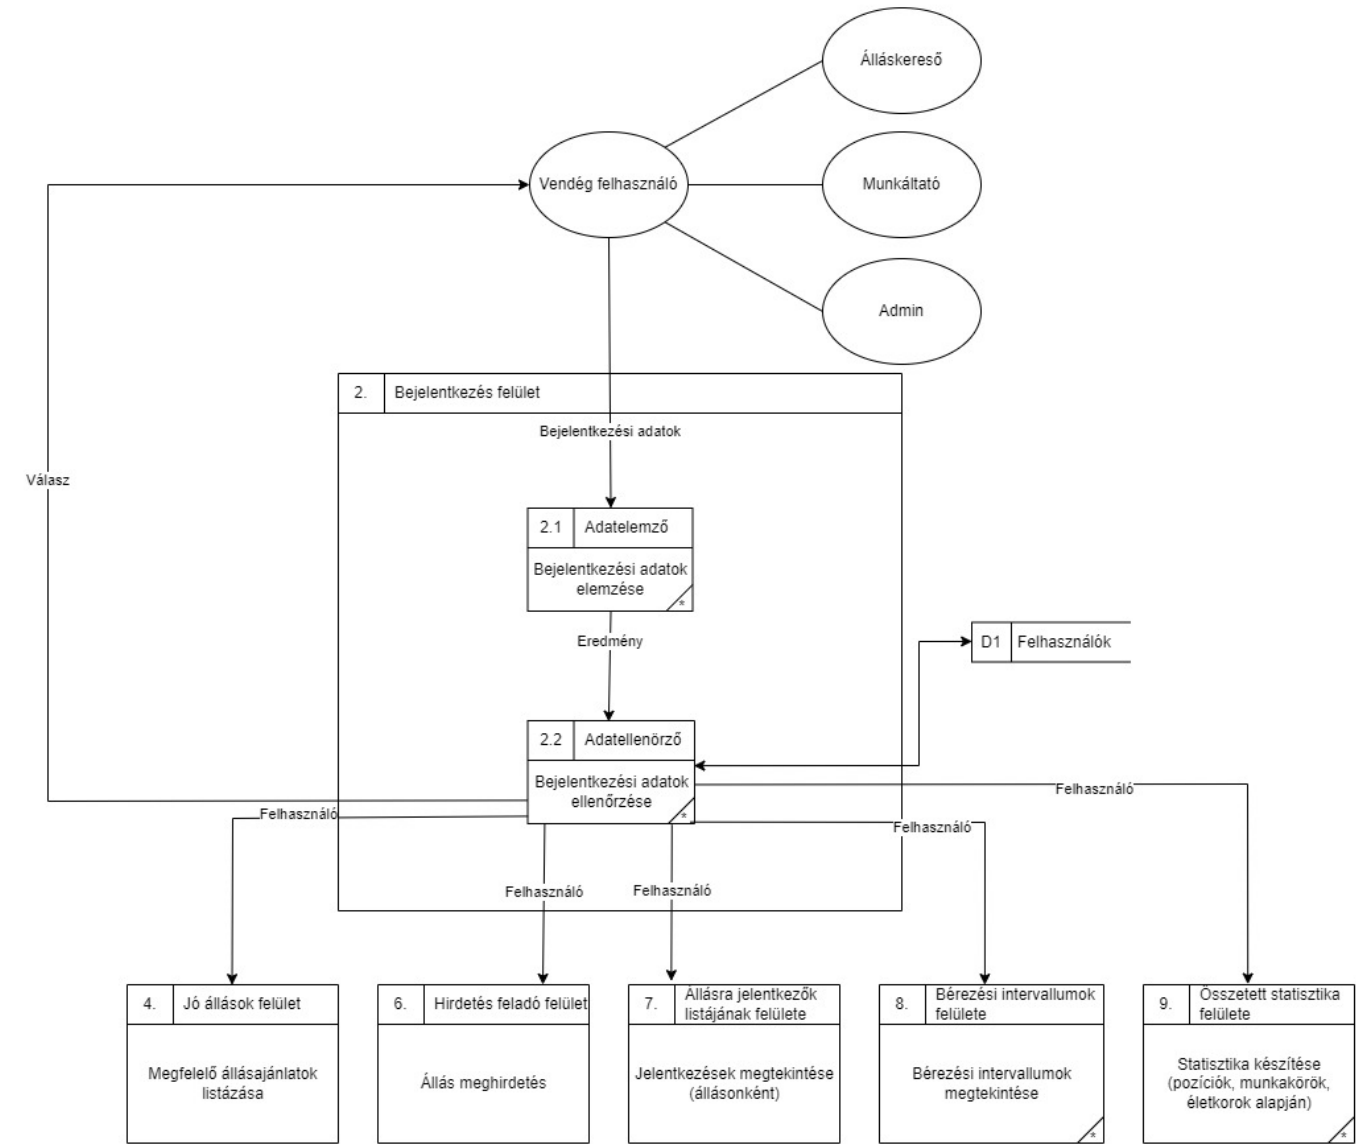 Álláskereső
Vendég felhasználó
Munkáltató
Admin
2.
Bejelentkezés felület
Bejelentkezési adatok
Válasz
2.1
Adatelemző
Bejelentkezési adatok
elemzése
*
Eredmény
D1
Felhasználók
2.2
Adatellenörző
Bejelentkezési adatok
ellenőrzése
*
Felhasználó
Felhasználó
Felhasználó
Felhasználó
Felhasználó
4.
Jó állások felület
Megfelelő állásajánlatok
listázása
6.
Hirdetés feladó felület
Állás meghirdetés
7.
Állásra jelentkezők
listájának felülete
Jelentkezések megtekintése
(állásonként)
8.
Bérezési intervallumok
felülete
Bérezési intervallumok
megtekintése
*
9.
Összetett statisztika
felülete
Statisztika készítése
(pozíciók, munkakörök,
életkorok alapján)
*